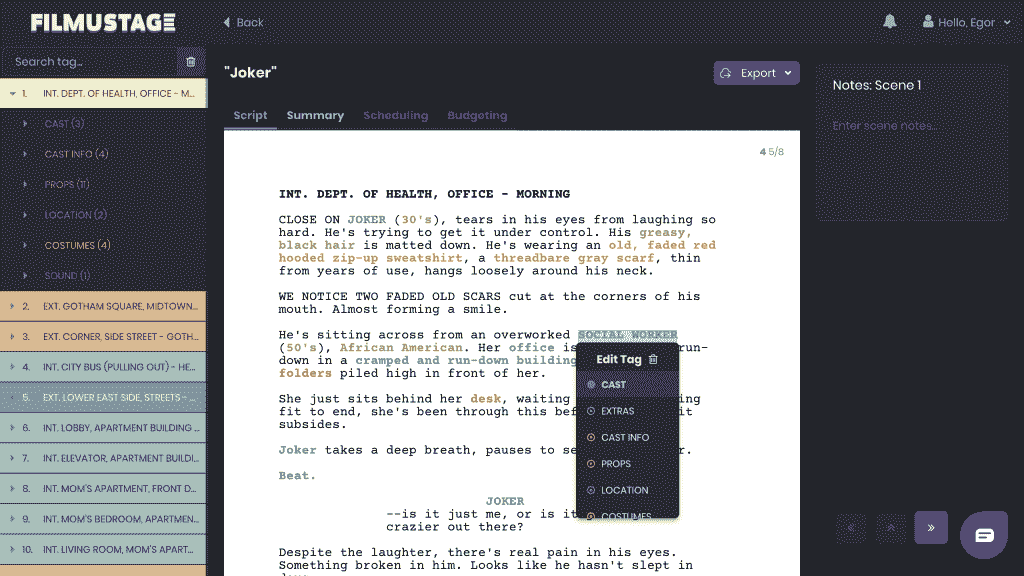 FILMUSTAGE
Back
Hello, Egor
Search tag...
1. INT. DEPT. OF HEALTH, OFFICE - M...
CAST (3)
CAST INFO (4)
PROPS (11)
LOCATION (2)
COSTUMES (4)
SOUND (1)
2. EXT. GOTHAM SQUARE, MIDTOWN...
3. EXT. CORNER, SIDE STREET - GOTH...
4. INT. CITY BUS (PULLING OUT) - HE...
5. EXT. LOWER EAST SIDE, STREETS - ...
6. INT. LOBBY, APARTMENT BUILDING ...
7. INT. ELEVATOR, APARTMENT BUILDI...
8. INT. MOM'S APARTMENT, FRONT D...
9. INT. MOM'S BEDROOM, APARTMEN...
10. INT. LIVING ROOM, MOM'S APART...
"Joker"
Export
Script Summary Scheduling Budgeting
4 5/8
INT. DEPT. OF HEALTH, OFFICE - MORNING
CLOSE ON JOKER (30's), tears in his eyes from laughing so
hard. He's trying to get it under control. His greasy,
black hair is matted down. He's wearing an old, faded red
hooded zip-up sweatshirt, a threadbare gray scarf, thin
from years of use, hangs loosely around his neck.
WE NOTICE TWO FADED OLD SCARS cut at the corners of his
mouth. Almost forming a smile.
He's sitting across from an overworked SOCIAL WORKER
(50's), African American. Her office is run-
down in a cramped and run-down building
folders piled high in front of her.
She just sits behind her desk, waiting ing
fit to end, she's been through this bef it
subsides.
Joker takes a deep breath, pauses to se r.
Beat.
JOKER
--is it just me, or is it
crazier out there?
Despite the laughter, there's real pain in his eyes.
Something broken in him. Looks like he hasn't slept in
Edit Tag
CAST
EXTRAS
CAST INFO
PROPS
LOCATION
COSTUMES
Notes: Scene 1
Enter scene notes...